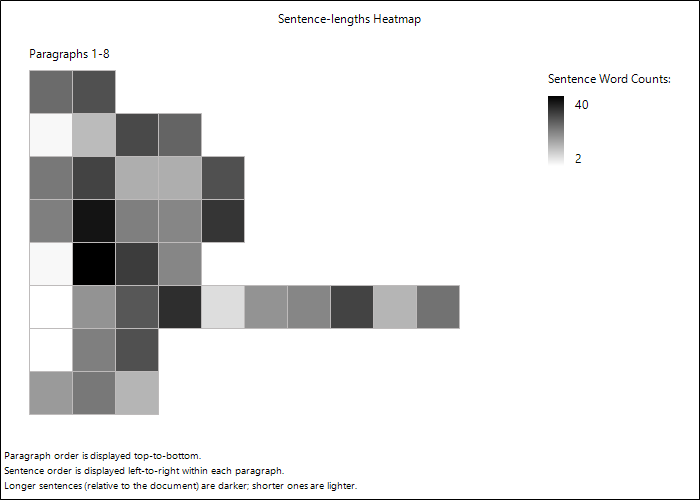 Sentence-lengths Heatmap
Paragraphs 1-8
Sentence Word Counts:
40
2
Paragraph order is displayed top-to-bottom.
Sentence order is displayed left-to-right within each paragraph.
Longer sentences (relative to the document) are darker; shorter ones are lighter.